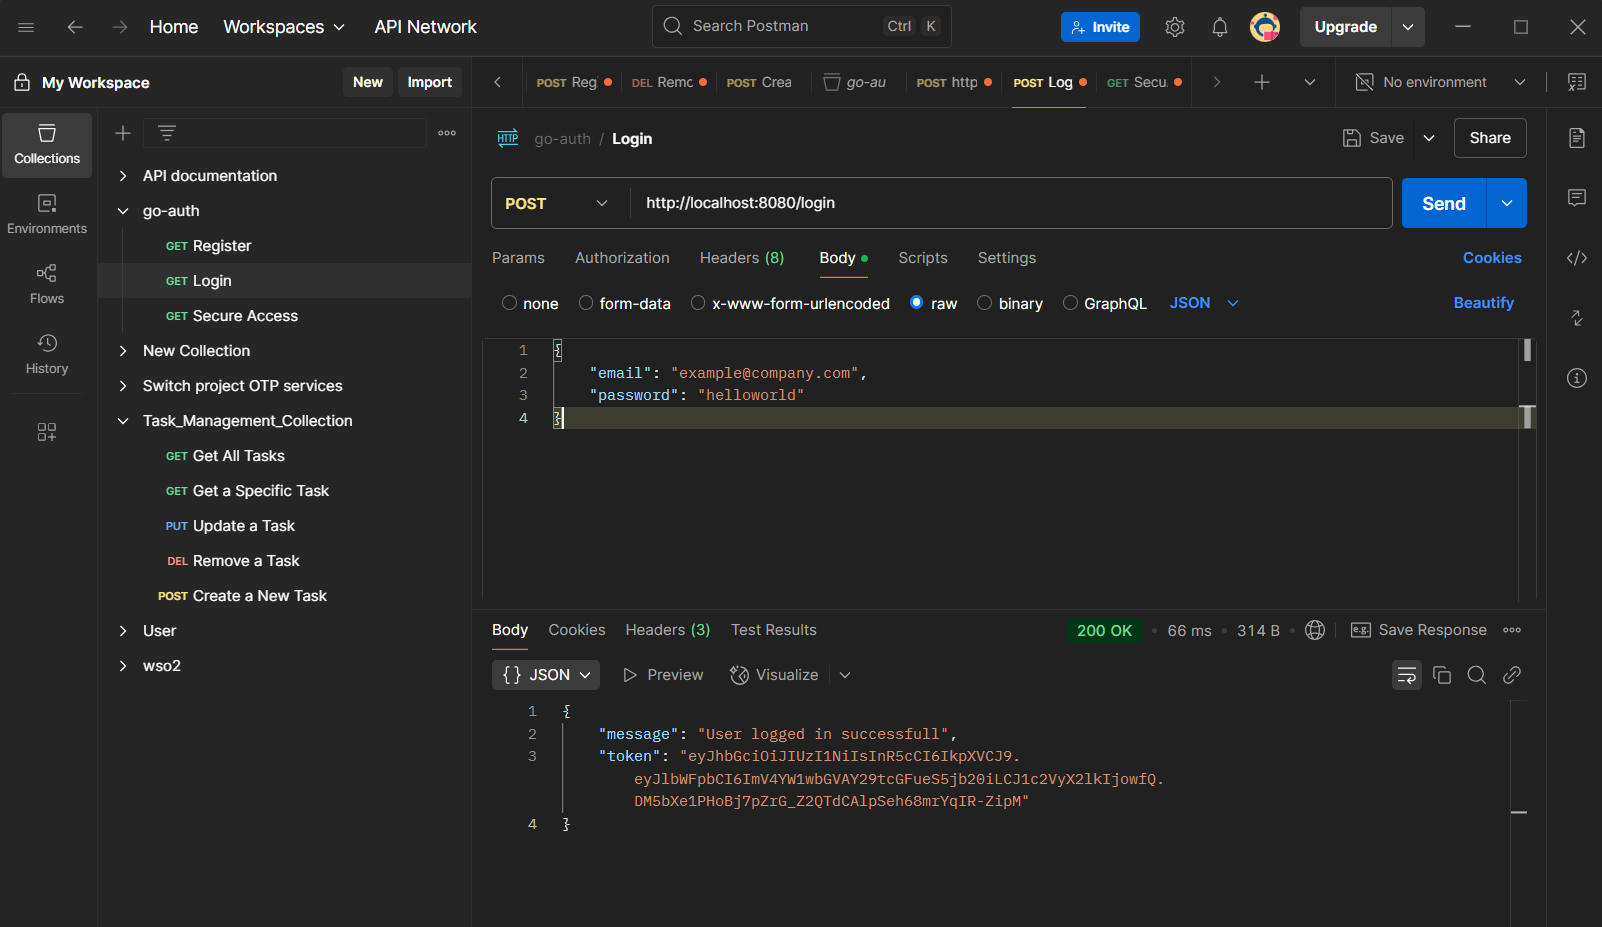 Home
Workspaces
API Network
Search Postman
Ctrl K
Invite
Upgrade
My Workspace
New
Import
POST Reg
DEL Remo
POST Crea
go-au
POST http
POST Log
GET Secu
No environment
Collections
Environments
Flows
History
API documentation
go-auth
GET Register
GET Login
GET Secure Access
New Collection
Switch project OTP services
Task_Management_Collection
GET Get All Tasks
GET Get a Specific Task
PUT Update a Task
DEL Remove a Task
POST Create a New Task
User
wso2
HTTP go-auth / Login
Save
Share
POST http://localhost:8080/login
Send
Params Authorization Headers (8) Body Scripts Settings
Cookies
none form-data x-www-form-urlencoded raw binary GraphQL JSON
Beautify
1 {
2 "email": "example@company.com",
3 "password": "helloworld"
4 }
Body Cookies Headers (3) Test Results
200 OK • 66 ms • 314 B
e.g. Save Response
{} JSON Preview Visualize
1 {
2 "message": "User logged in successfull",
3 "token": "eyJhbGciOiJIUzI1NiIsInR5cCI6IkpXVCJ9.
eyJlbWFpbCI6ImV4YW1wbGVAY29tcGFueS5jb20iLCJ1c2VyX2lkIjowfQ.
DM5bXe1PHoBj7pZrG_Z2QTdCAlpSeh68mrYqIR-ZipM"
4 }